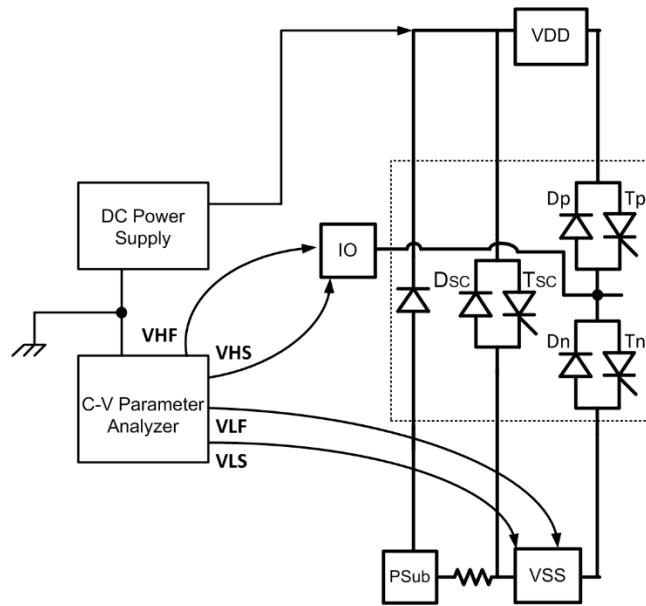 VDD
DC Power
Supply
IO
Dp
Tp
DSC
TSC
VHF
VHS
Dn
Tn
C-V Parameter
Analyzer
VLF
VLS
PSub
VSS